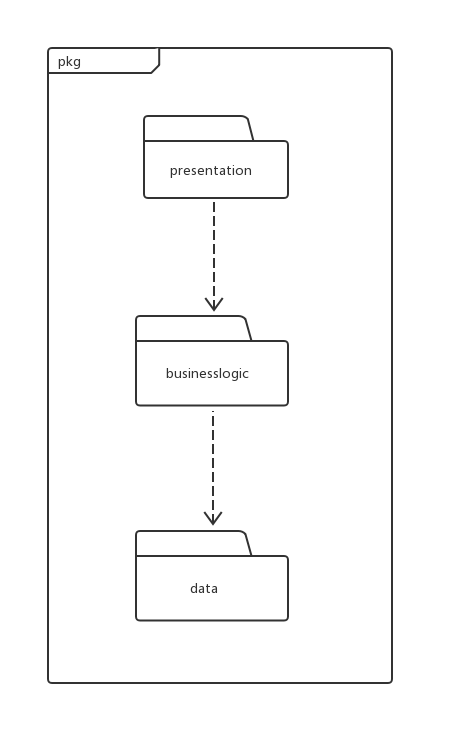 pkg
presentation
businesslogic
data